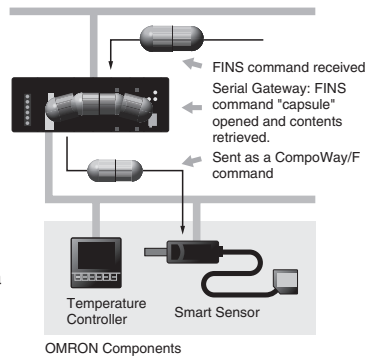 FINS command received
Serial Gateway: FINS
command "capsule"
opened and contents
retrieved.
Sent as a CompoWay/F
command
Temperature
Controller
Smart Sensor
OMRON Components